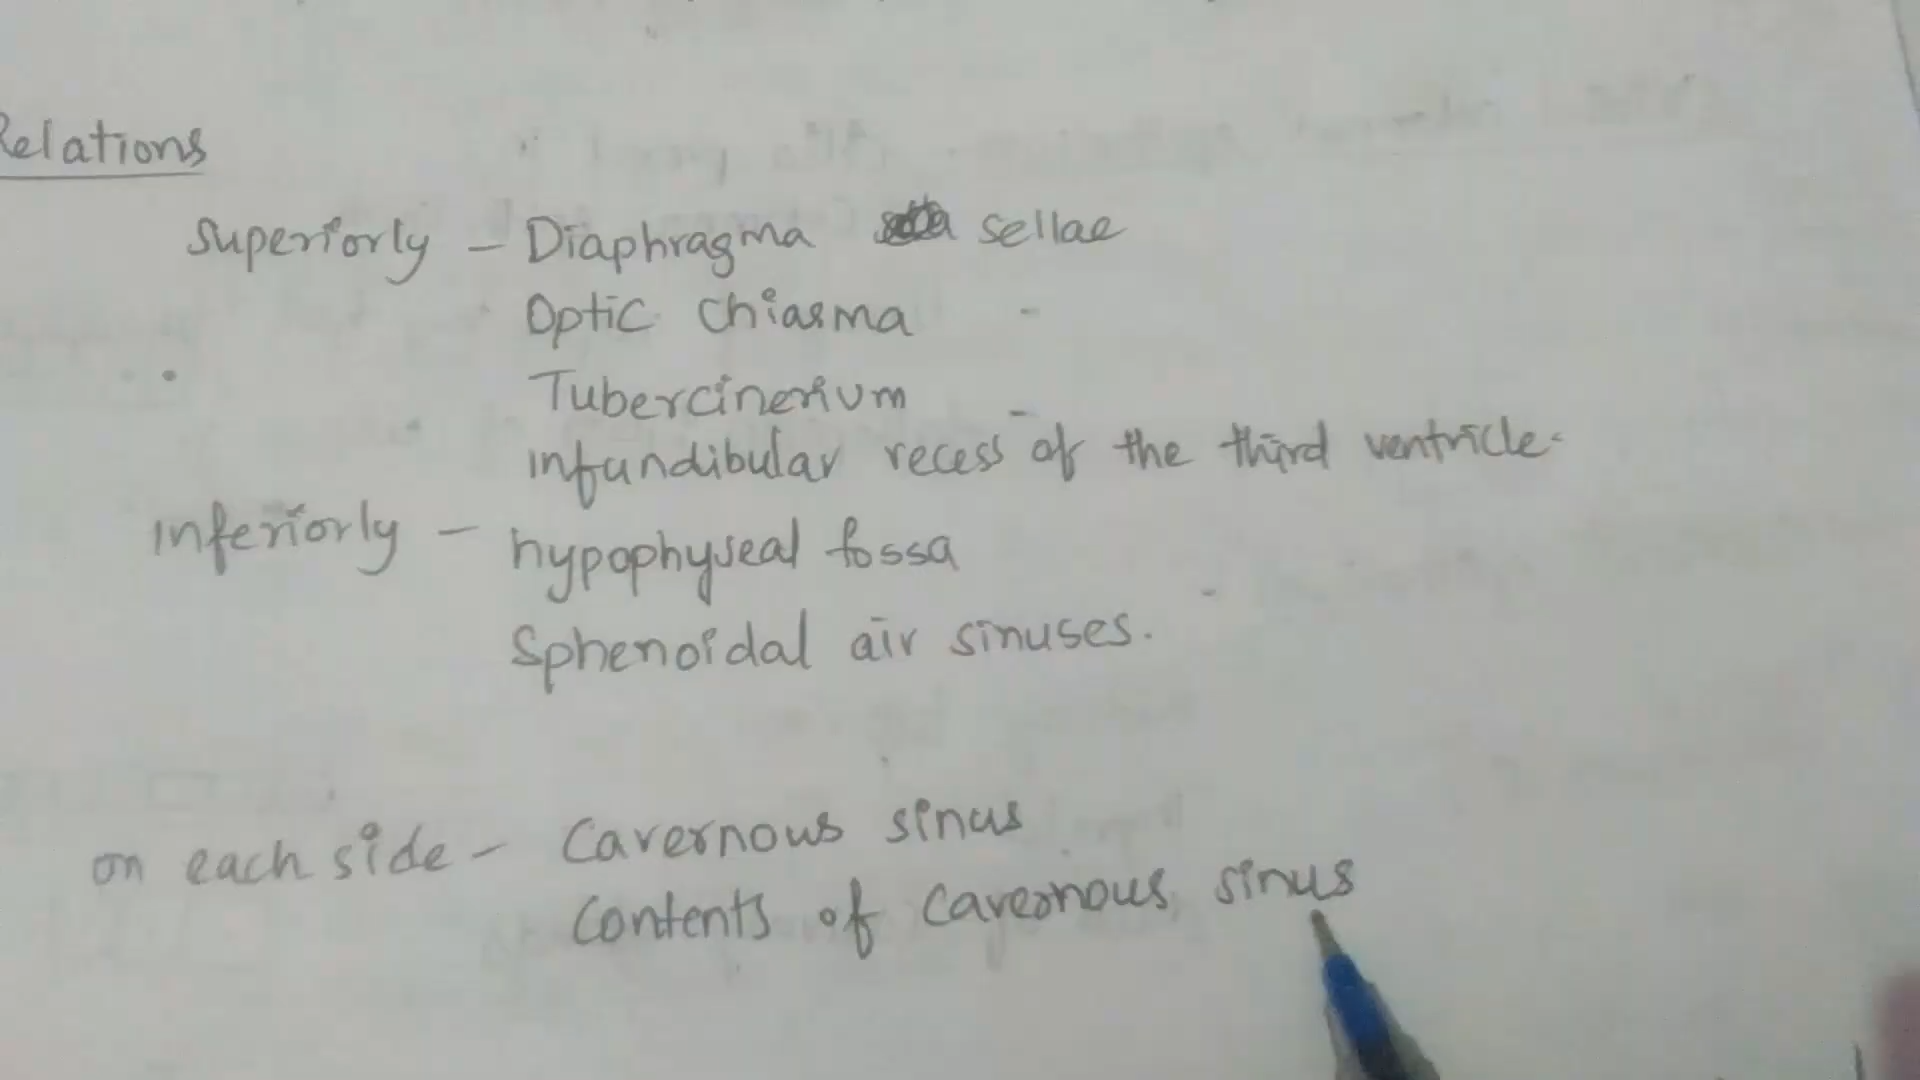 Relations
Superiorly - Diaphragma sellae
Optic chiasma
Tubercinerium
infundibular recess of the third ventricle.
inferiorly - hypophyseal fossa
Sphenoidal air sinuses.
on each side - Cavernous sinus
Contents of cavernous sinus